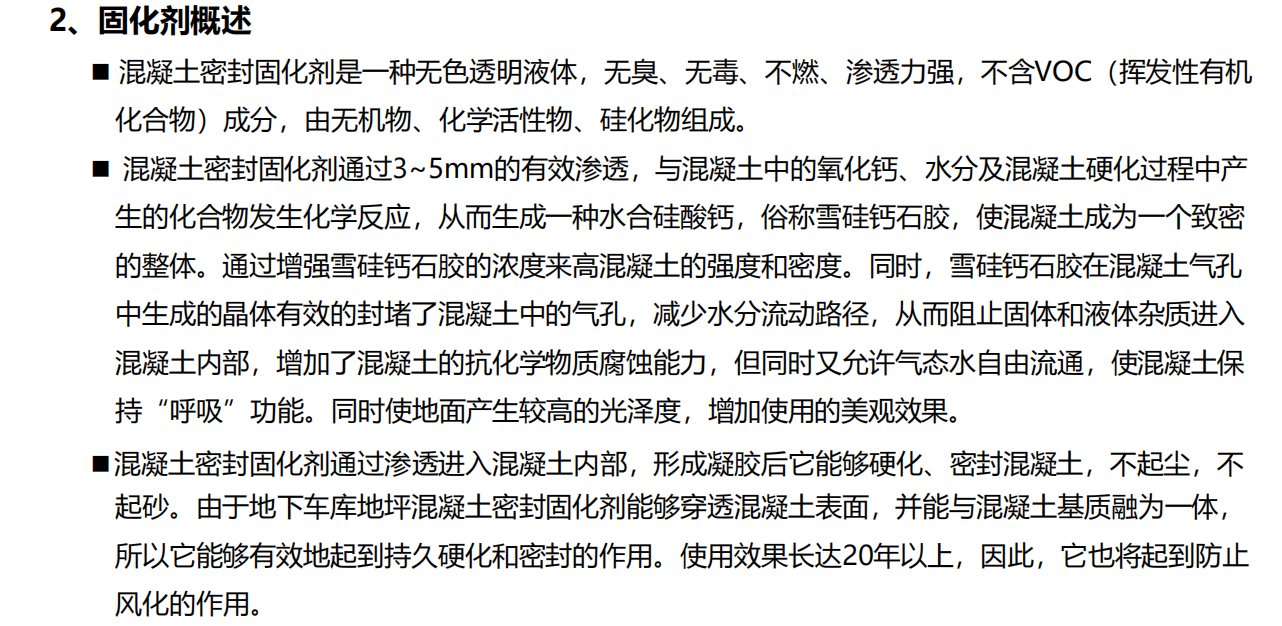 2、固化剂概述
■ 混凝土密封固化剂是一种无色透明液体，无臭、无毒、不燃、渗透力强，不含VOC（挥发性有机
化合物）成分，由无机物、化学活性物、硅化物组成。
■ 混凝土密封固化剂通过3~5mm的有效渗透，与混凝土中的氧化钙、水分及混凝土硬化过程中产
生的化合物发生化学反应，从而生成一种水合硅酸钙，俗称雪硅钙石胶，使混凝土成为一个致密
的整体。通过增强雪硅钙石胶的浓度来高混凝土的强度和密度。同时，雪硅钙石胶在混凝土气孔
中生成的晶体有效的封堵了混凝土中的气孔，减少水分流动路径，从而阻止固体和液体杂质进入
混凝土内部，增加了混凝土的抗化学物质腐蚀能力，但同时又允许气态水自由流通，使混凝土保
持“呼吸”功能。同时使地面产生较高的光泽度，增加使用的美观效果。
■混凝土密封固化剂通过渗透进入混凝土内部，形成凝胶后它能够硬化、密封混凝土，不起尘，不
起砂。由于地下车库地坪混凝土密封固化剂能够穿透混凝土表面，并能与混凝土基质融为一体，
所以它能够有效地起到持久硬化和密封的作用。使用效果长达20年以上，因此，它也将起到防止
风化的作用。